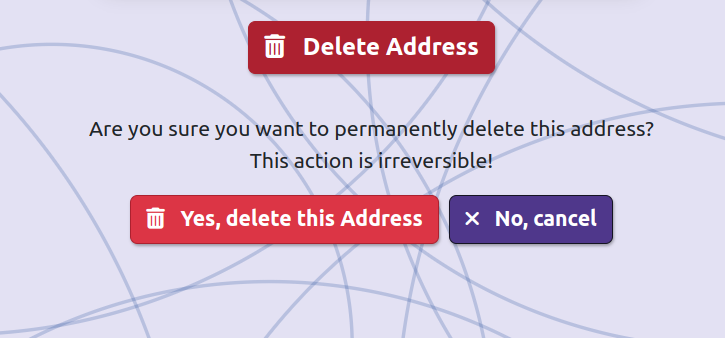 Delete Address
Are you sure you want to permanently delete this address?
This action is irreversible!
Yes, delete this Address
No, cancel